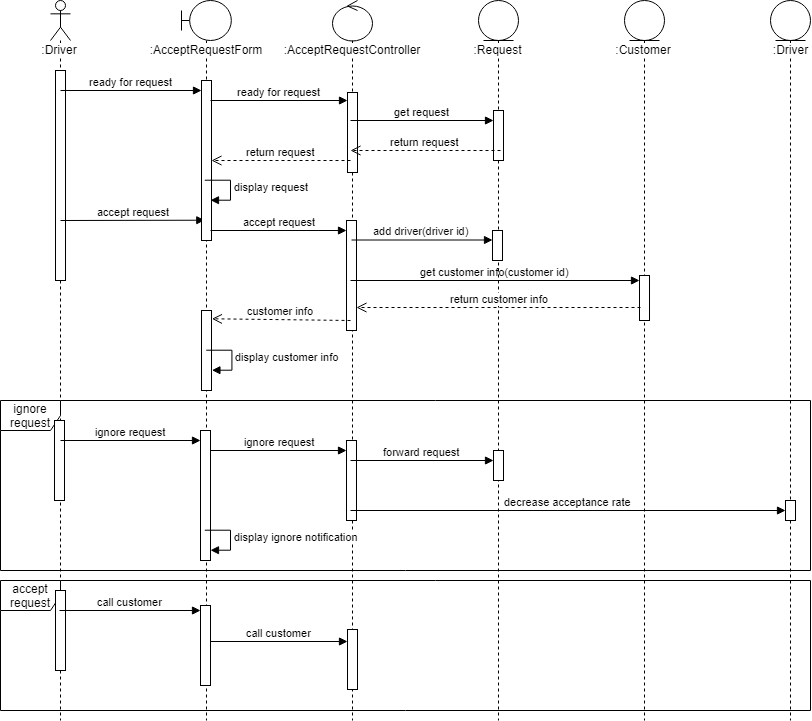 :Driver
:AcceptRequestForm
:AcceptRequestController
:Request
:Customer
:Driver
ready for request
ready for request
get request
return request
return request
display request
accept request
accept request
add driver(driver id)
get customer info(customer id)
return customer info
customer info
display customer info
ignore
request
ignore request
ignore request
forward request
decrease acceptance rate
display ignore notification
accept
request
call customer
call customer